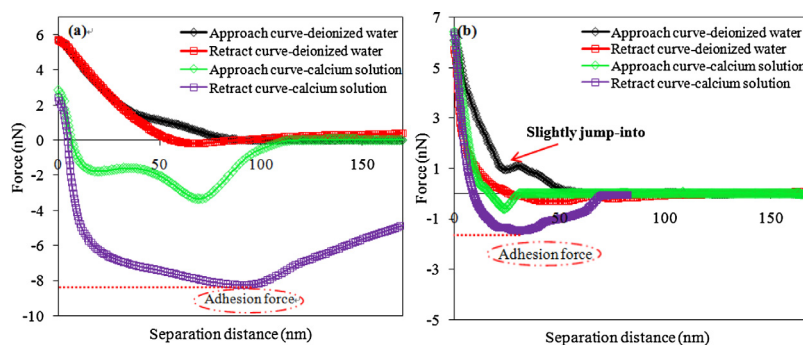 (a)
Approach curve-deionized water
Retract curve-deionized water
Approach curve-calcium solution
Retract curve-calcium solution
6
4
2
0
-2
-4
-6
-8
-10
0
50
100
150
Force (nN)
Adhesion force
Separation distance (nm)
(b)
Approach curve-deionized water
Retract curve-deionized water
Approach curve-calcium solution
Retract curve-calcium solution
7
5
3
1
-1
-3
-5
0
50
100
150
Force (nN)
Slightly jump-into
Adhesion force
Separation distance (nm)